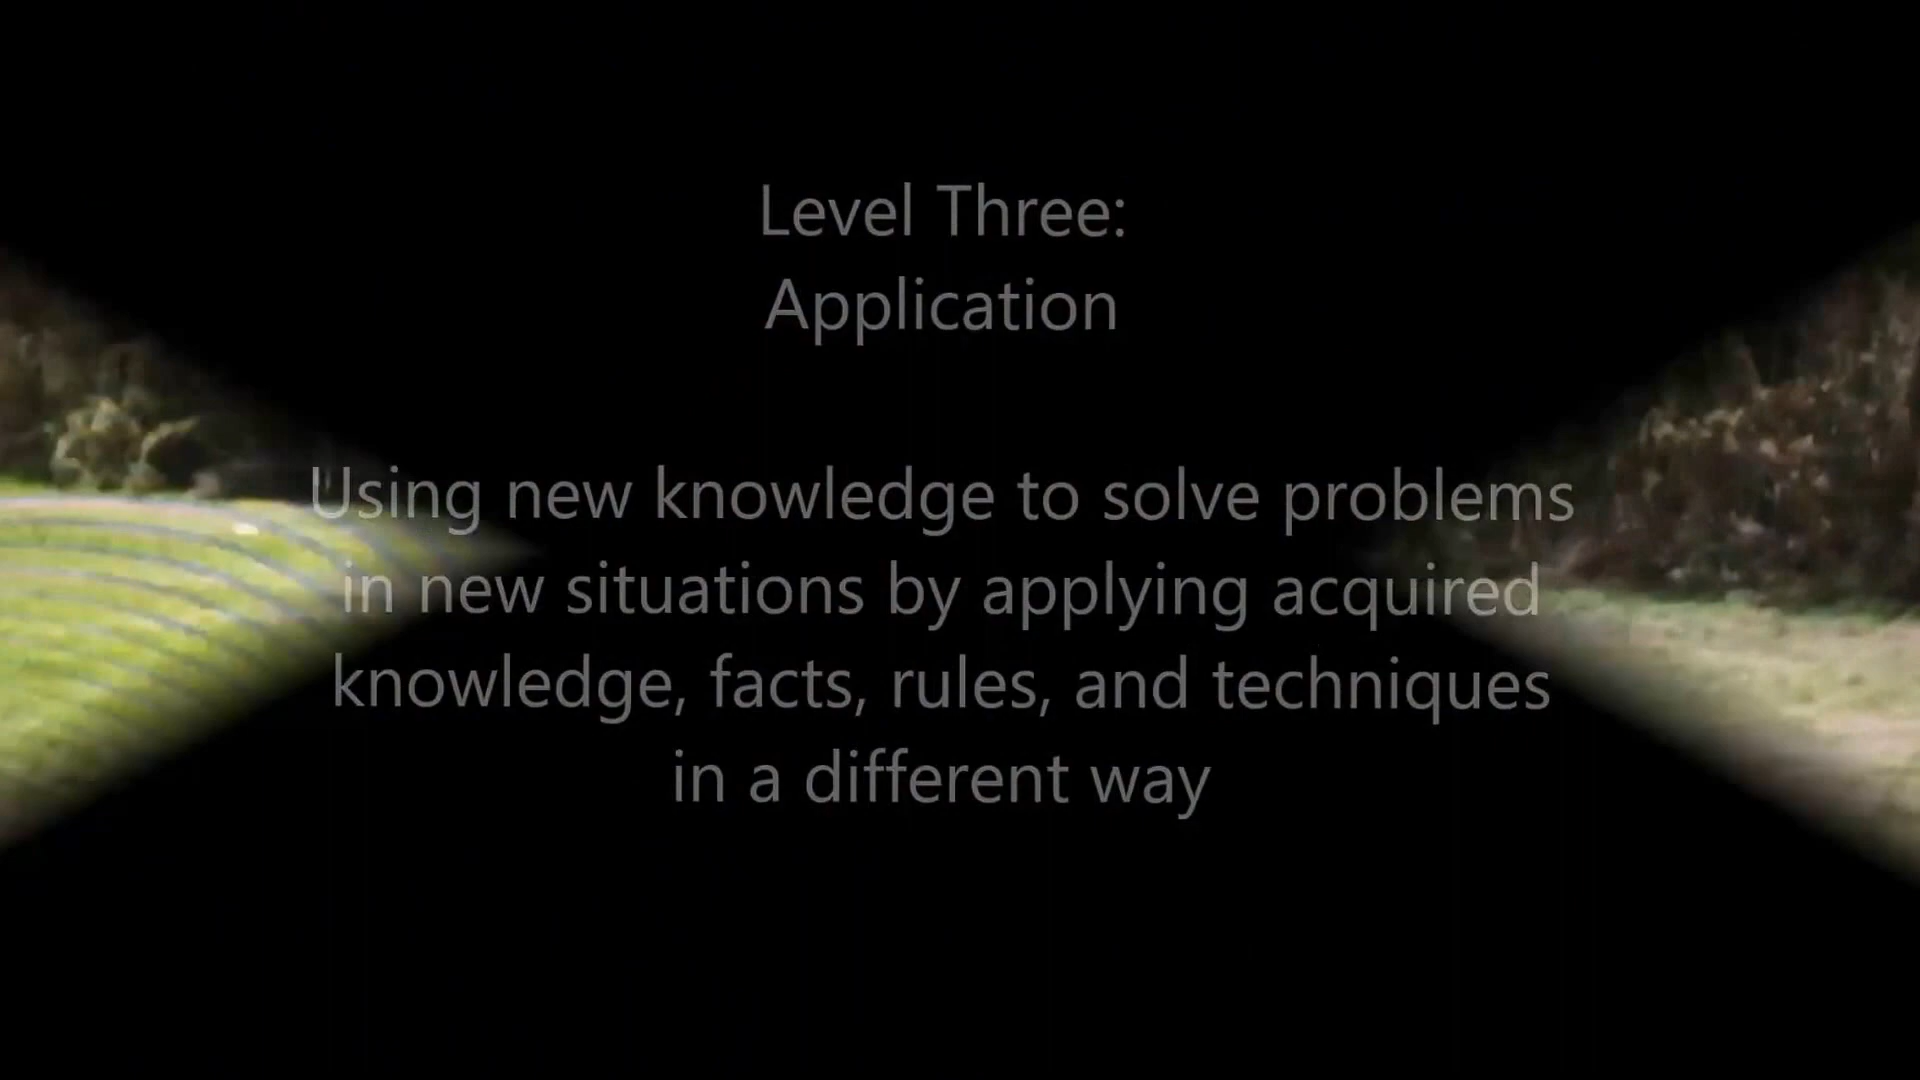 Level Three:
Application
Using new knowledge to solve problems
in new situations by applying acquired
knowledge, facts, rules, and techniques
in a different way